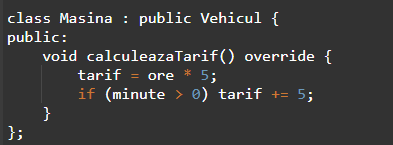 class Masina : public Vehicul {
public:
    void calculeazaTarif() override {
        tarif = ore * 5;
        if (minute > 0) tarif += 5;
    }
};